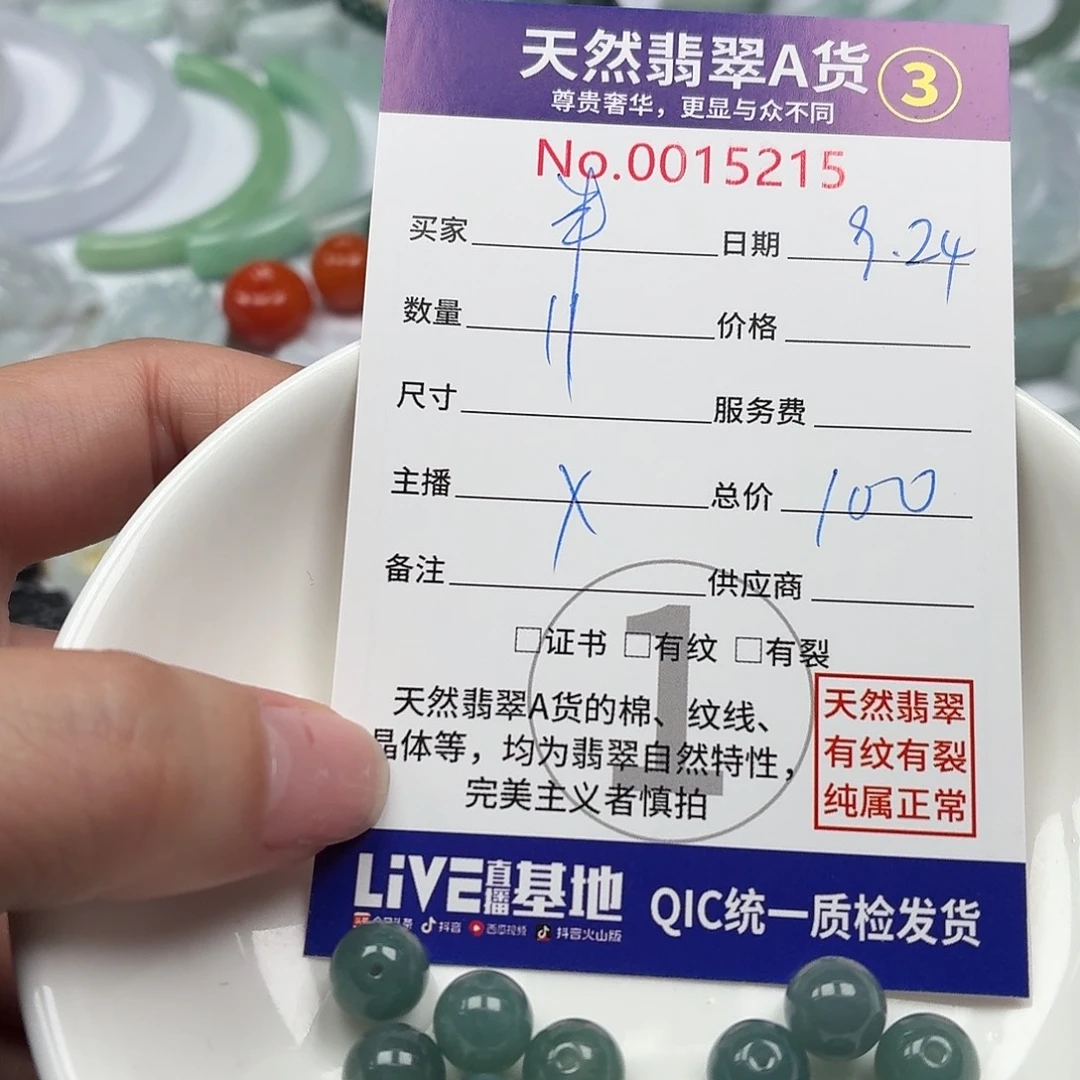 天然翡翠A货 3
尊贵奢华，更显与众不同
No.0015215
买家 日期 8.24
数量 11 价格
尺寸 服务费
主播 X 总价 100
备注 供应商
1
□证书 □有纹 □有裂
天然翡翠A货的棉、纹线、
晶体等，均为翡翠自然特性，
完美主义者慎拍
天然翡翠
有纹有裂
纯属正常
LiVE直播基地
今日头条 抖音 西瓜视频 抖音火山版
QIC统一质检发货